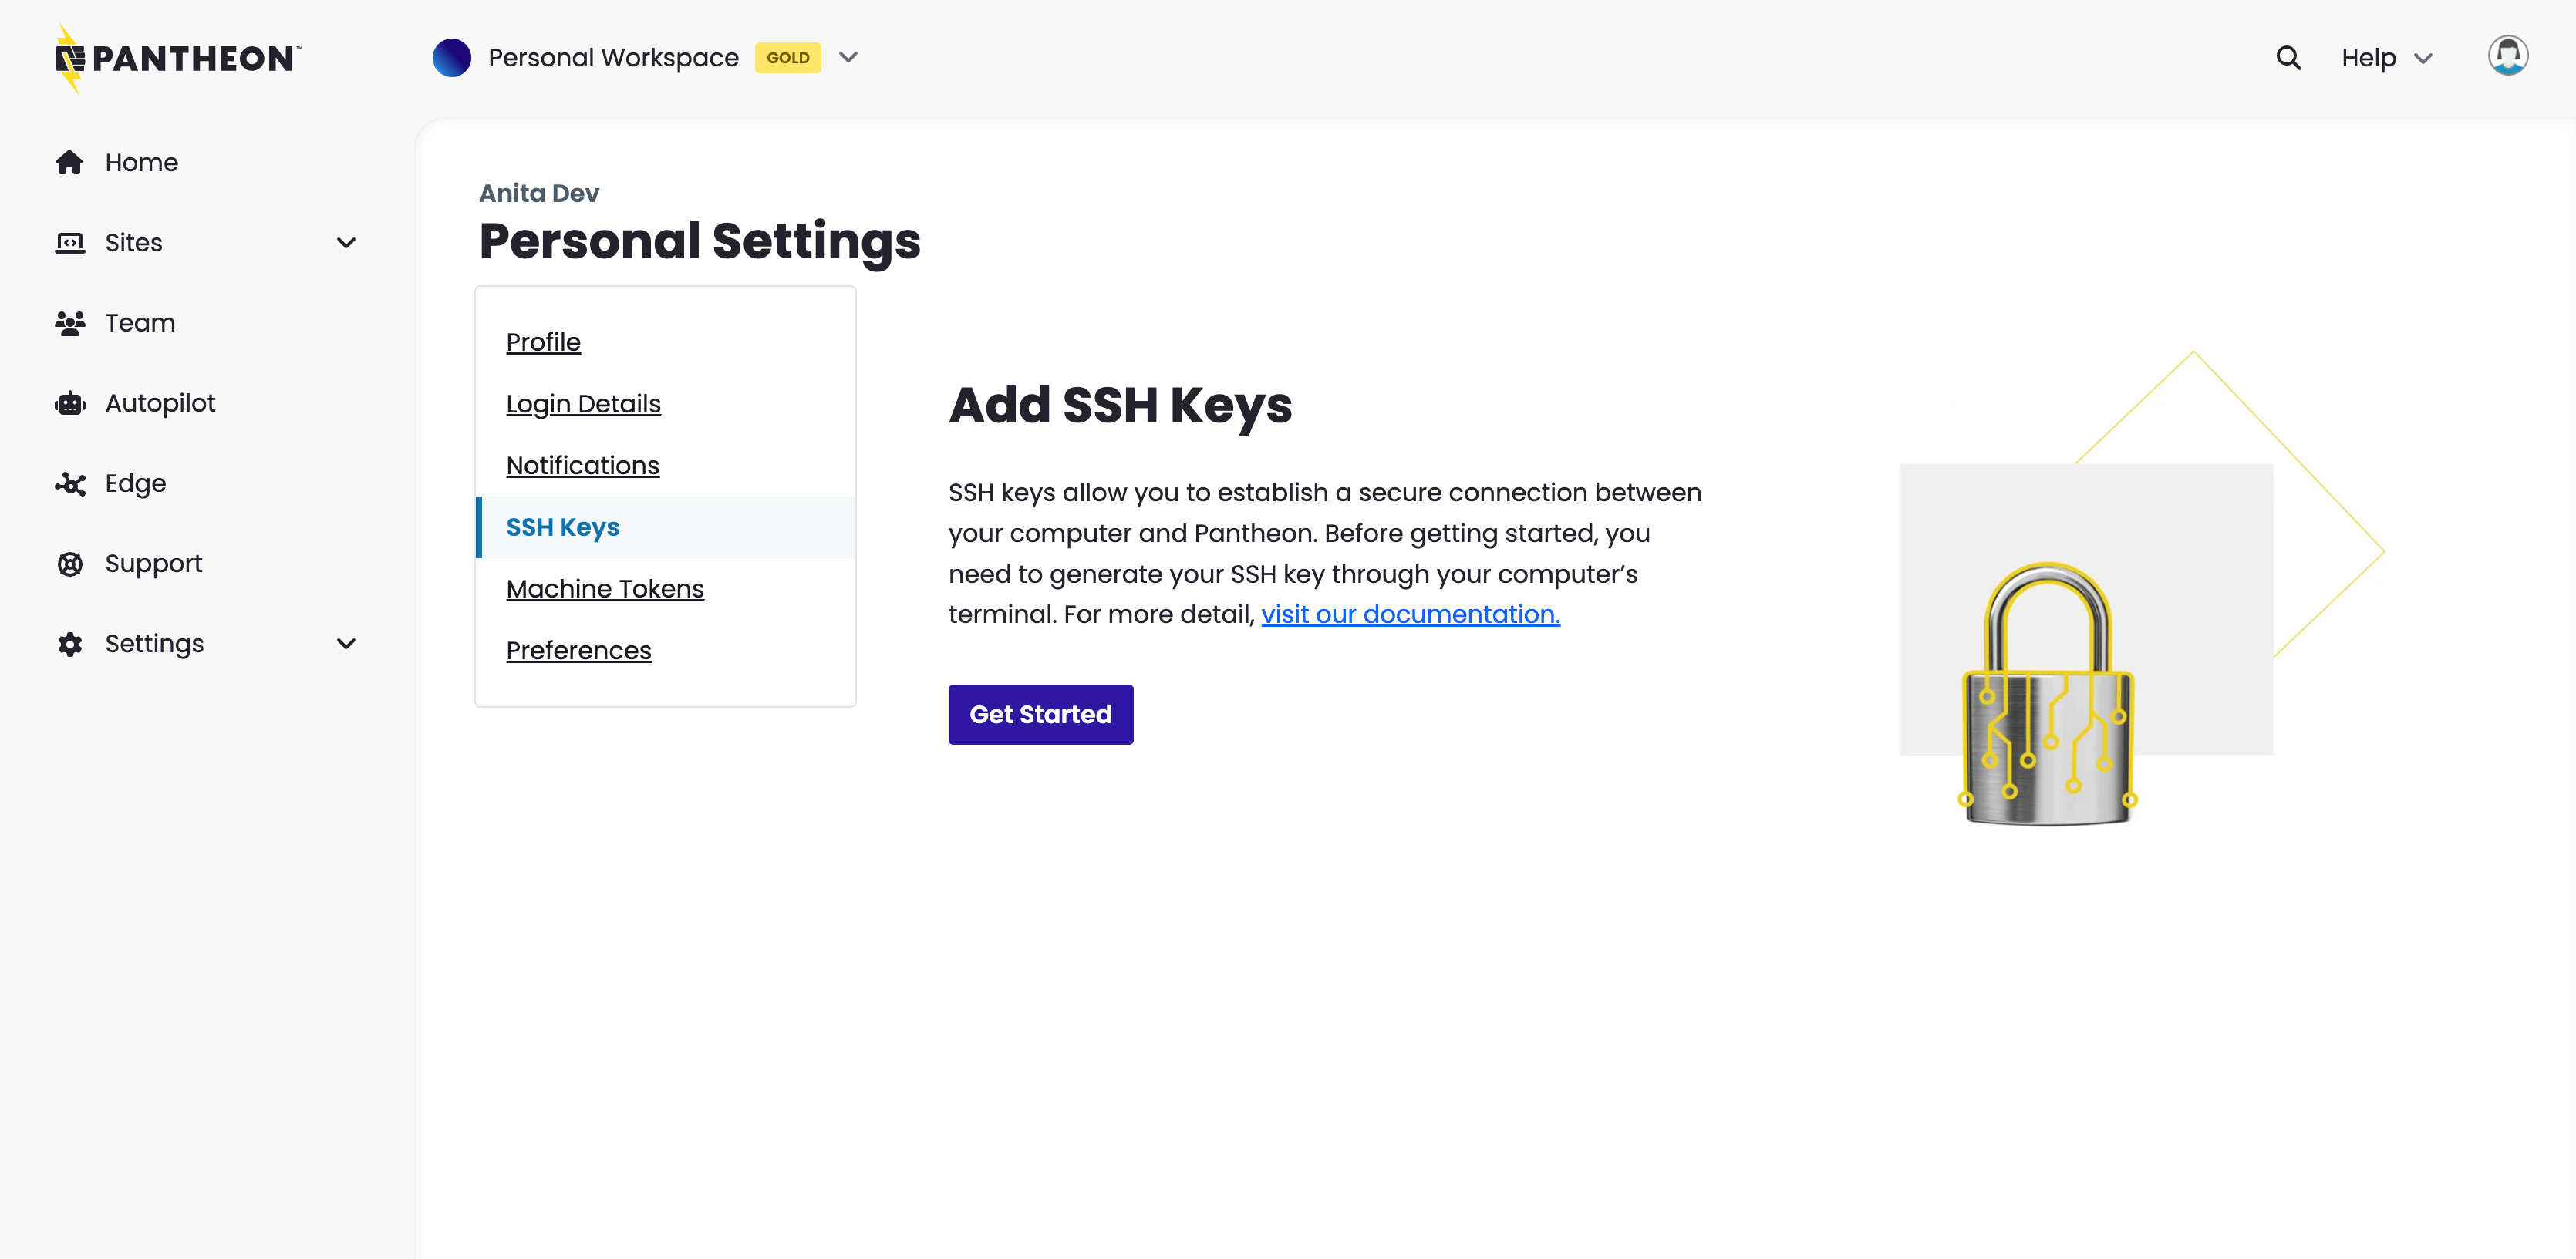 PANTHEON™
Personal Workspace GOLD
Help
Home
Sites
Team
Autopilot
Edge
Support
Settings
Anita Dev
Personal Settings
Profile
Login Details
Notifications
SSH Keys
Machine Tokens
Preferences
Add SSH Keys
SSH keys allow you to establish a secure connection between
your computer and Pantheon. Before getting started, you
need to generate your SSH key through your computer’s
terminal. For more detail, visit our documentation.
Get Started